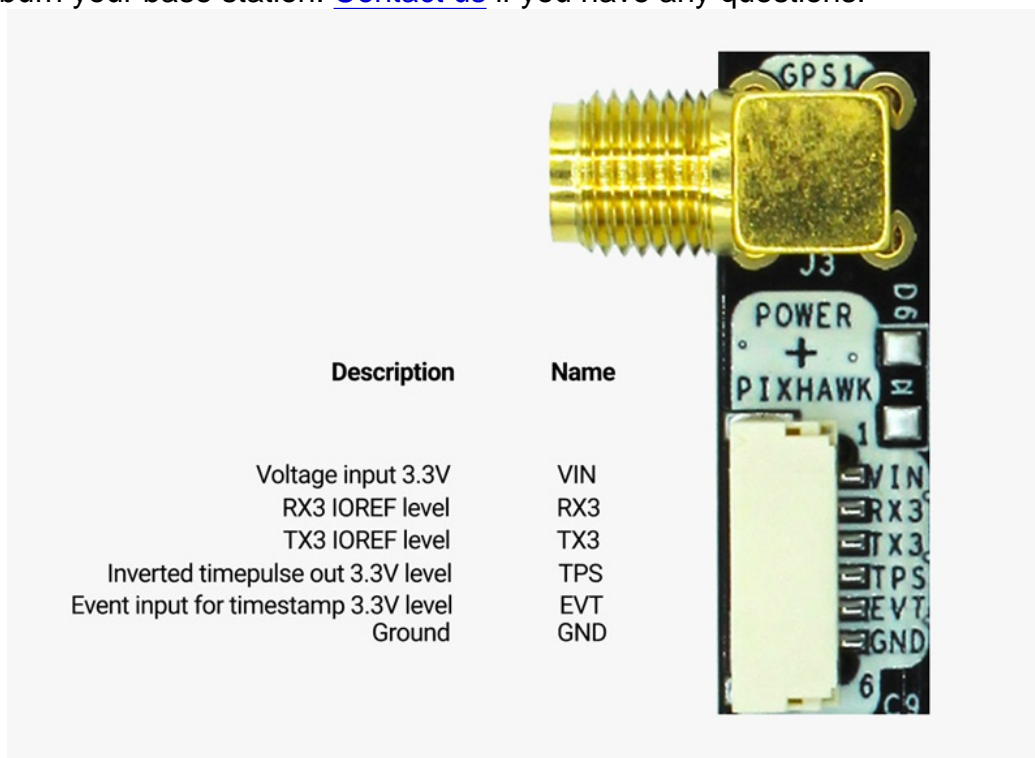 burn your base station. Contact us if you have any questions.
GPS1
J3
D6
POWER
+
PIXHAWK
Description Name
1
Voltage input 3.3V VIN VIN
RX3 IOREF level RX3 RX3
TX3 IOREF level TX3 TX3
Inverted timepulse out 3.3V level TPS TPS
Event input for timestamp 3.3V level EVT EVT
Ground GND GND
6
C9